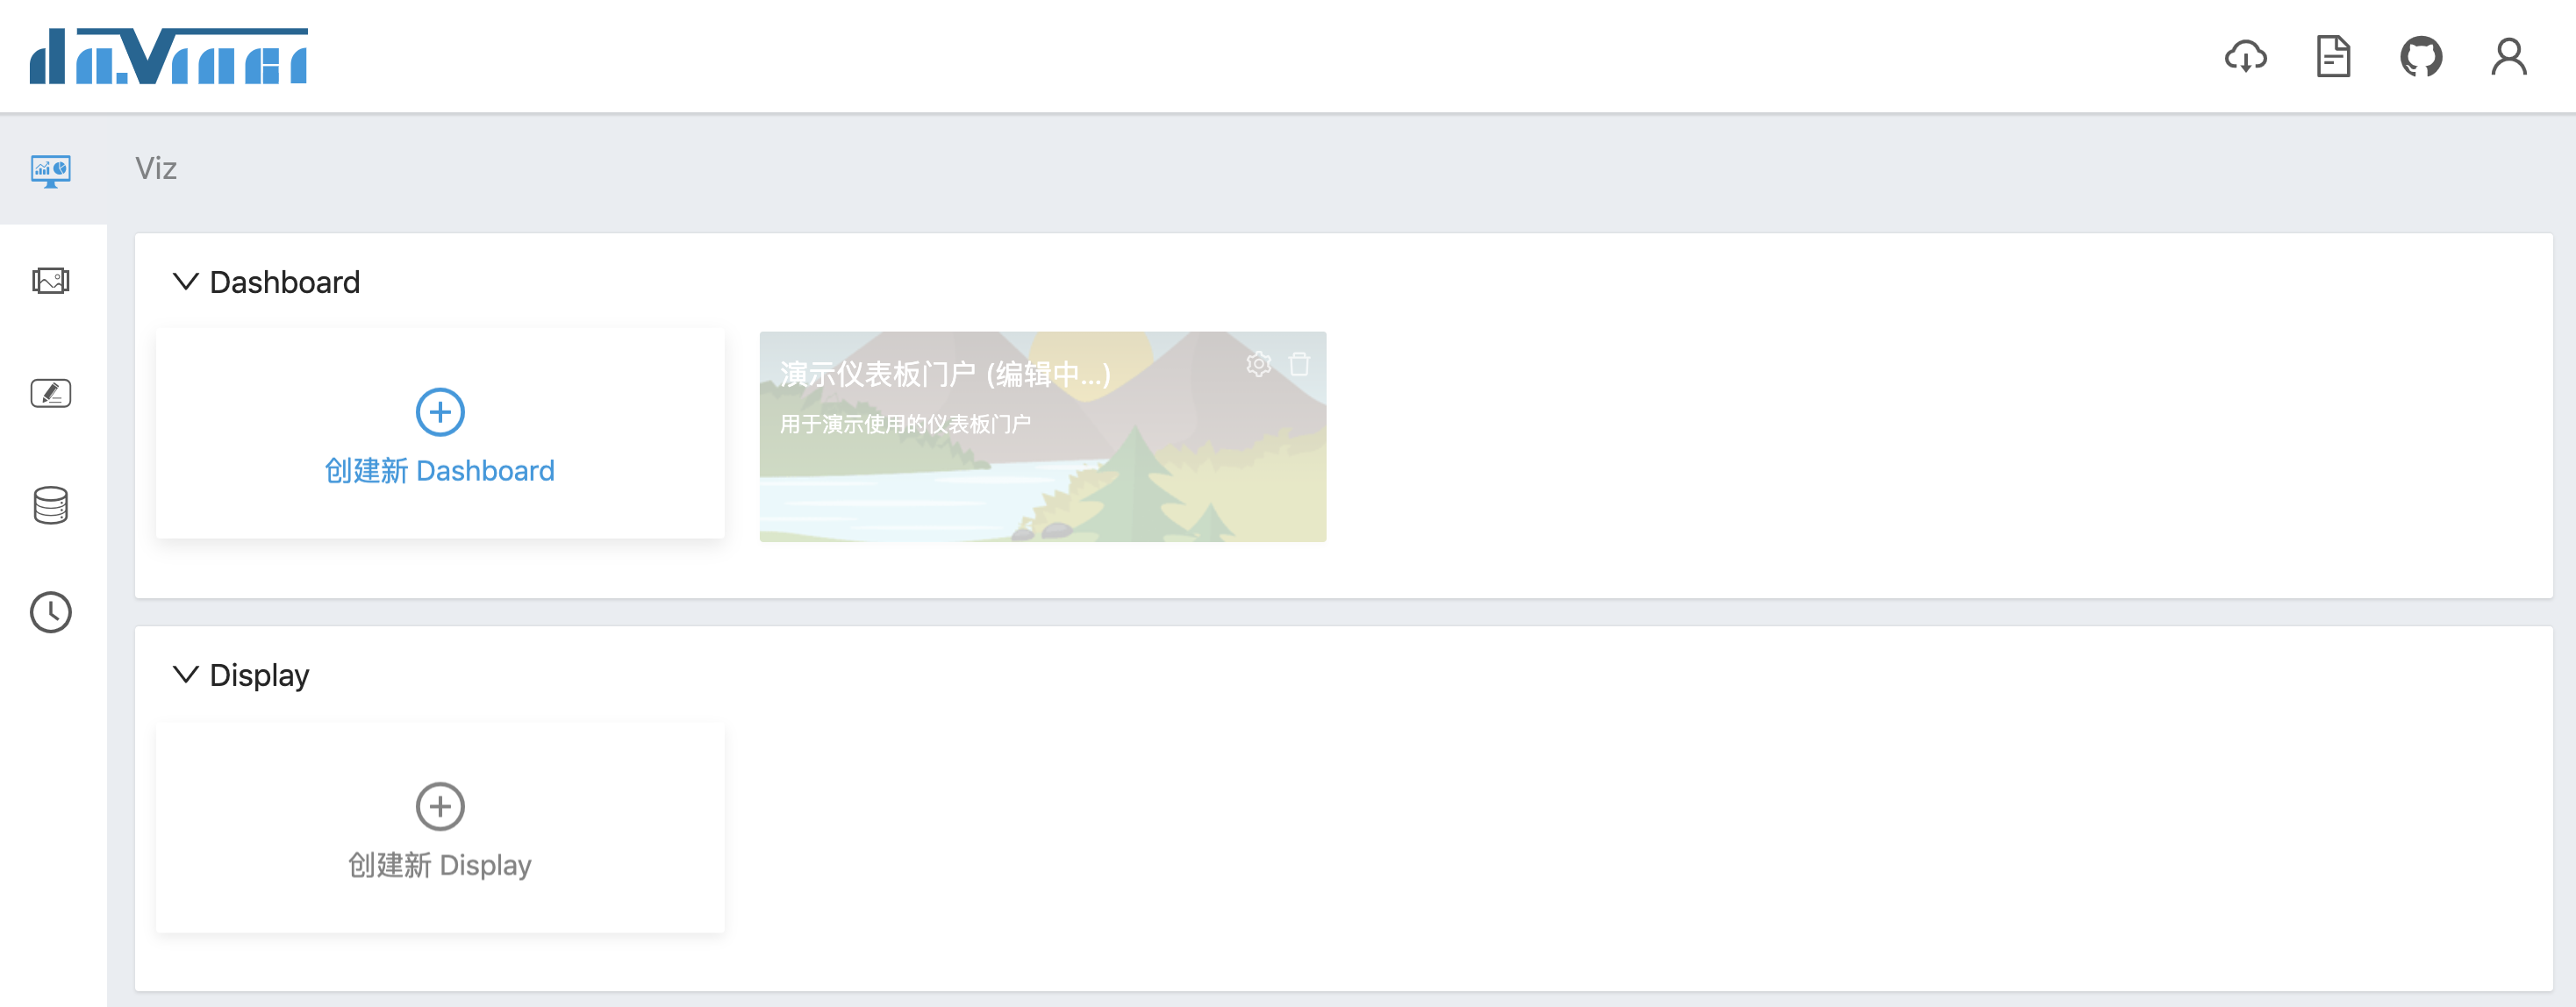 daVinci
Viz
Dashboard
创建新 Dashboard
演示仪表板门户 (编辑中...)
用于演示使用的仪表板门户
Display
创建新 Display